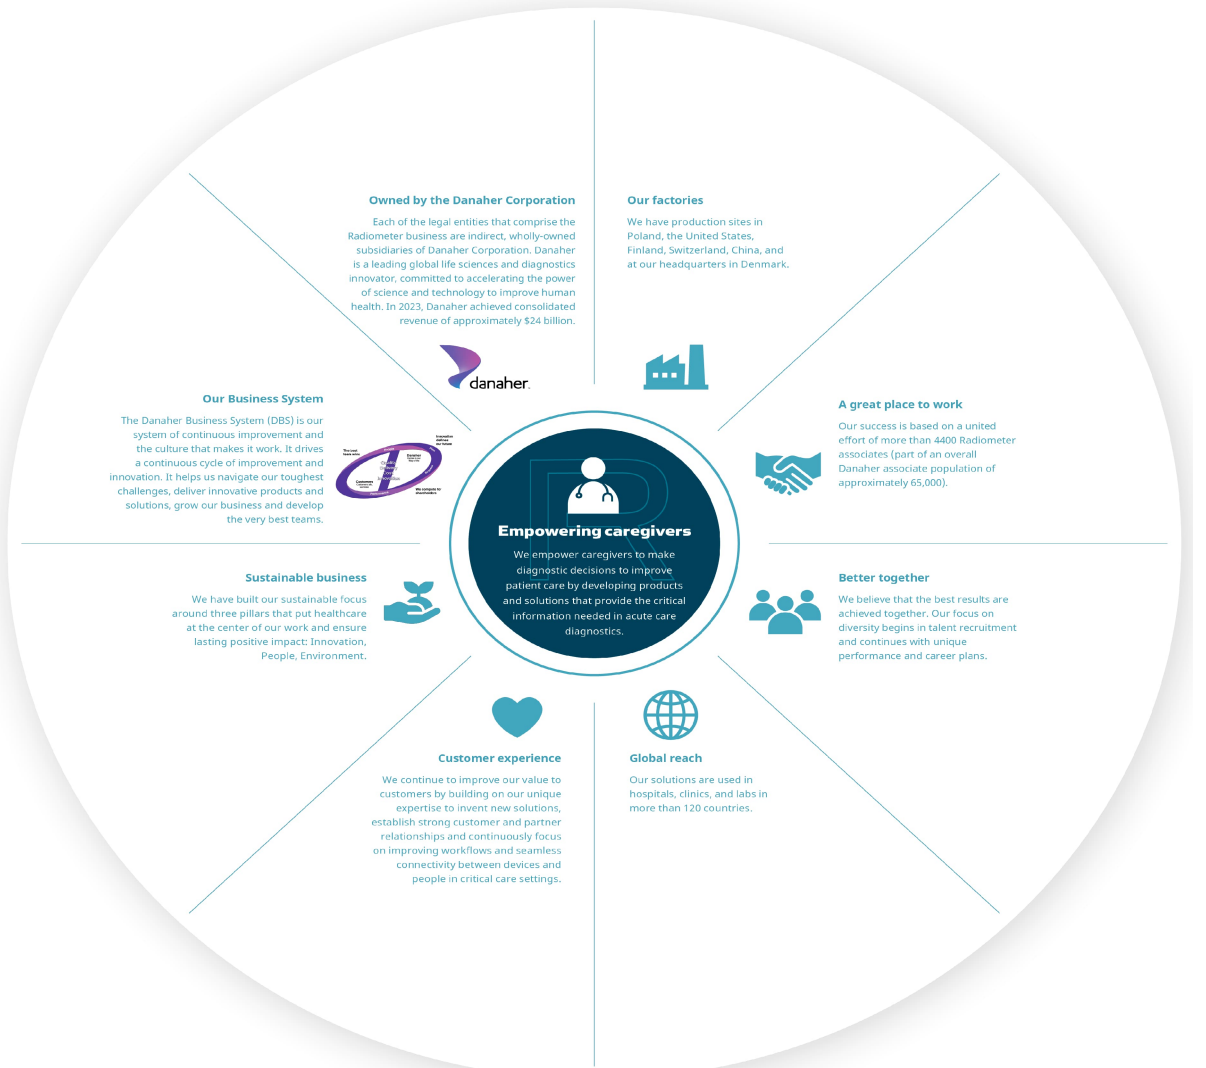 Owned by the Danaher Corporation
Each of the legal entities that comprise the
Radiometer business are indirect, wholly-owned
subsidiaries of Danaher Corporation. Danaher
is a leading global life sciences and diagnostics
innovator, committed to accelerating the power
of science and technology to improve human
health. In 2023, Danaher achieved consolidated
revenue of approximately $24 billion.
danaher.
Our factories
We have production sites in
Poland, the United States,
Finland, Switzerland, China, and
at our headquarters in Denmark.
A great place to work
Our success is based on a united
effort of more than 4400 Radiometer
associates (part of an overall
Danaher associate population of
approximately 65,000).
Better together
We believe that the best results are
achieved together. Our focus on
diversity begins in talent recruitment
and continues with unique
performance and career plans.
Global reach
Our solutions are used in
hospitals, clinics, and labs in
more than 120 countries.
Customer experience
We continue to improve our value to
customers by building on our unique
expertise to invent new solutions,
establish strong customer and partner
relationships and continuously focus
on improving workflows and seamless
connectivity between devices and
people in critical care settings.
Sustainable business
We have built our sustainable focus
around three pillars that put healthcare
at the center of our work and ensure
lasting positive impact: Innovation,
People, Environment.
Our Business System
The Danaher Business System (DBS) is our
system of continuous improvement and
the culture that makes it work. It drives
a continuous cycle of improvement and
innovation. It helps us navigate our toughest
challenges, deliver innovative products and
solutions, grow our business and develop
the very best teams.
The best
team wins
Innovation
defines
our future
Customers
Danaher
We compete for
shareholders
R
Empowering caregivers
We empower caregivers to make
diagnostic decisions to improve
patient care by developing products
and solutions that provide the critical
information needed in acute care
diagnostics.